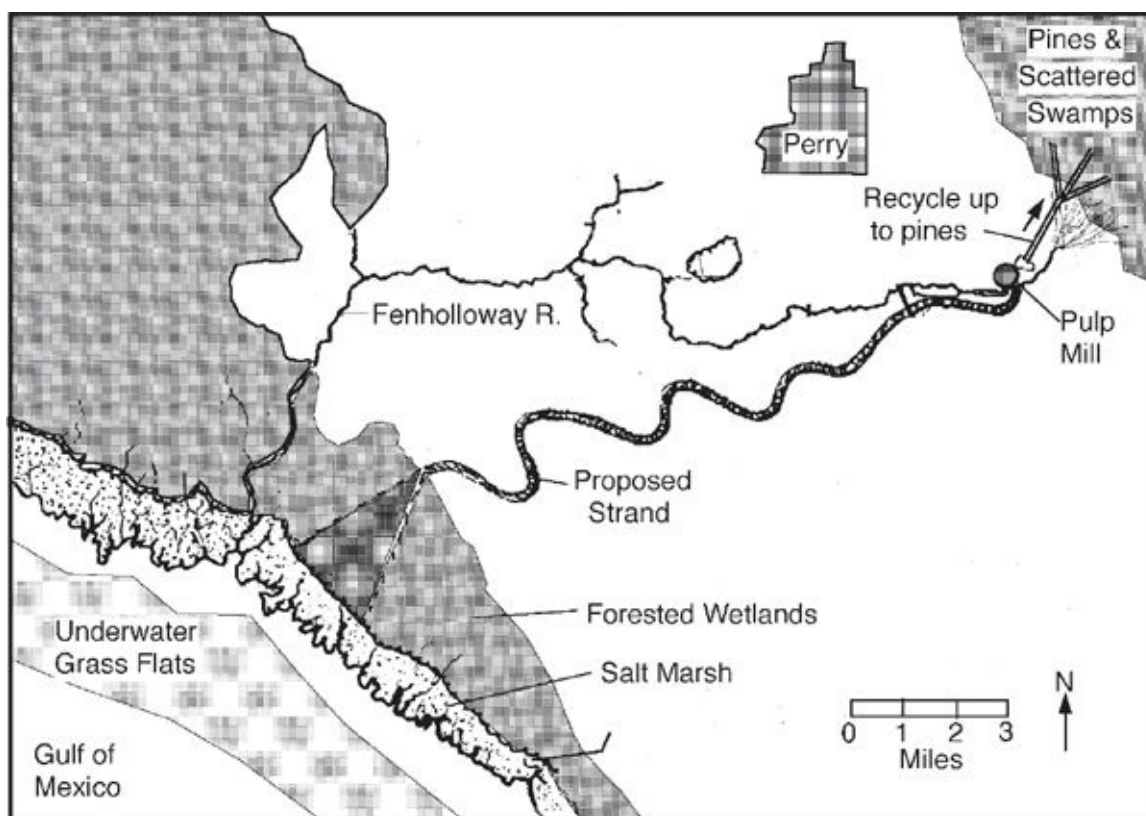 Pines &
Scattered
Swamps
Perry
Recycle up
to pines
Fenholloway R.
Pulp
Mill
Proposed
Strand
Forested Wetlands
Underwater
Grass Flats
Salt Marsh
N
0 1 2 3
Miles
Gulf of
Mexico